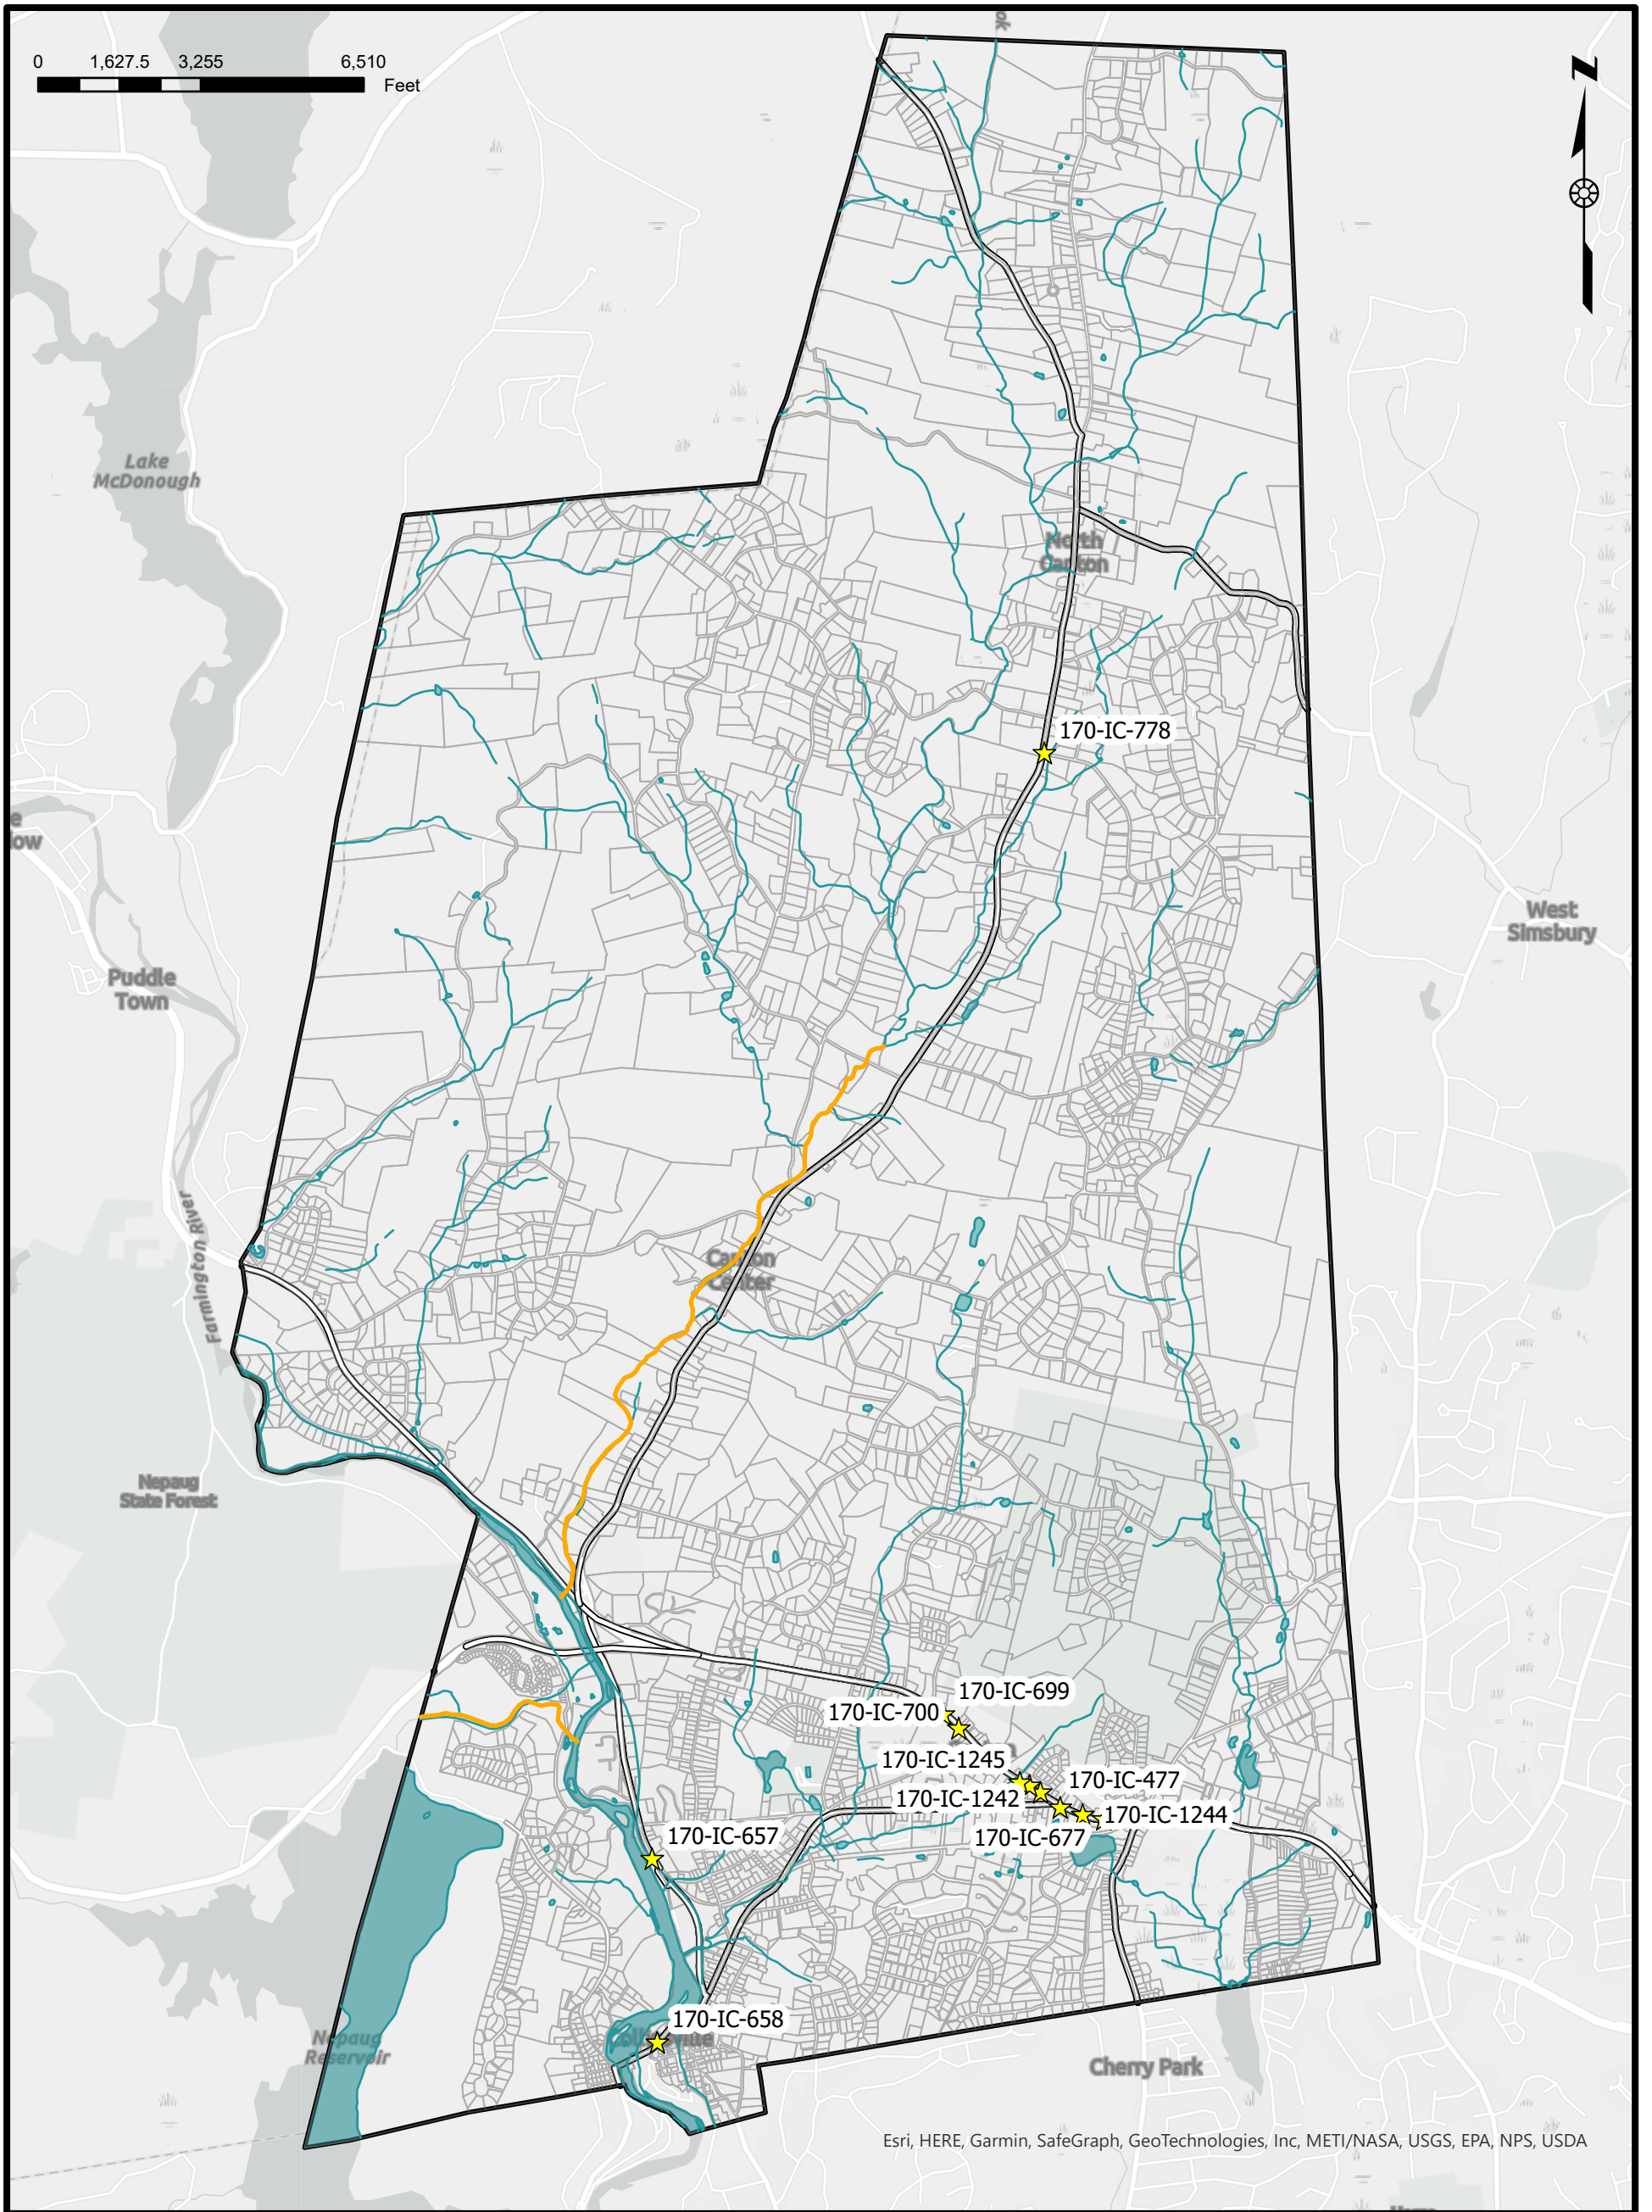 0 1,627.5 3,255 6,510
Feet
N
Lake
McDonough
North
Canton
170-IC-778
West
Simsbury
Puddle
Town
Farmington River
Canton
Center
Nepaug
State Forest
170-IC-699
170-IC-700
170-IC-1245
170-IC-477
170-IC-1242
170-IC-1244
170-IC-677
170-IC-657
170-IC-658
Collinsville
Nepaug
Reservoir
Cherry Park
Esri, HERE, Garmin, SafeGraph, GeoTechnologies, Inc, METI/NASA, USGS, EPA, NPS, USDA